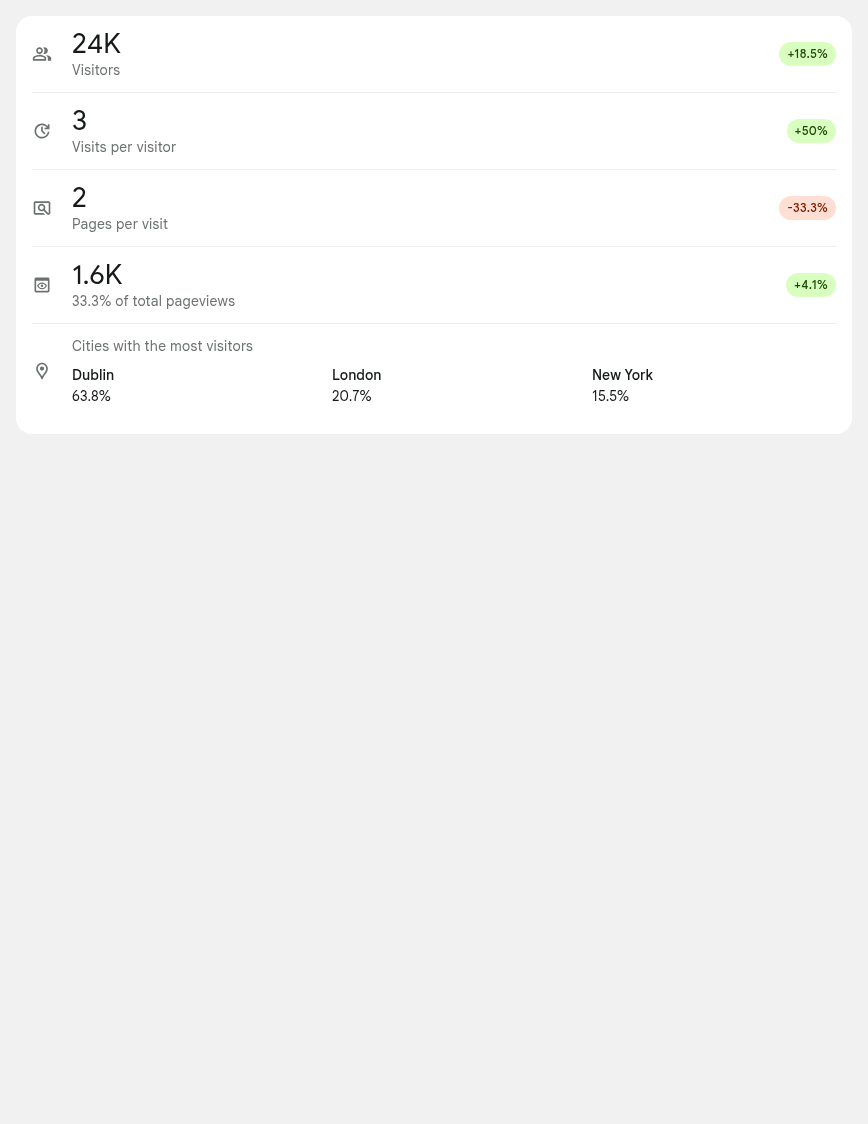 24K
Visitors
+18.5%
3
Visits per visitor
+50%
2
Pages per visit
-33.3%
1.6K
33.3% of total pageviews
+4.1%
Cities with the most visitors
Dublin London New York
63.8% 20.7% 15.5%